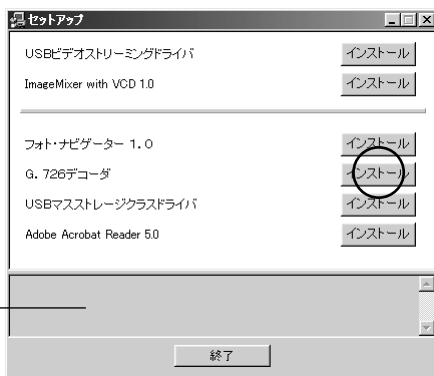 セットアップ
USBビデオストリーミングドライバ インストール
ImageMixer with VCD 1.0 インストール
フォト・ナビゲーター 1.0 インストール
G. 726デコーダ インストール
USBマスストレージクラスドライバ インストール
Adobe Acrobat Reader 5.0 インストール
終了